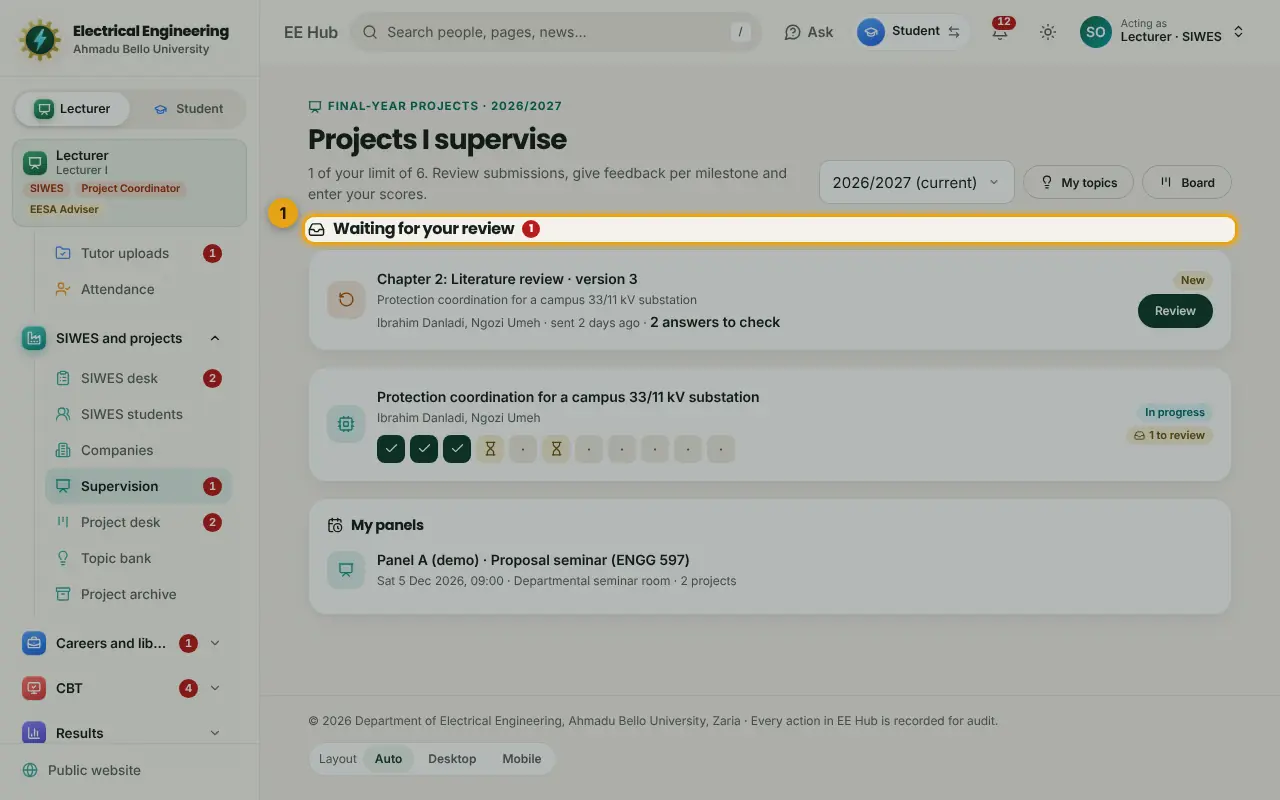 Electrical Engineering
Ahmadu Bello University
EE Hub
Search people, pages, news...
/
Ask
Student
12
SO
Acting as
Lecturer · SIWES
Lecturer
Student
Lecturer
Lecturer I
SIWES
Project Coordinator
EESA Adviser
Tutor uploads
1
Attendance
SIWES and projects
SIWES desk
2
SIWES students
Companies
Supervision
1
Project desk
2
Topic bank
Project archive
Careers and lib...
1
CBT
4
Results
Public website
FINAL-YEAR PROJECTS · 2026/2027
Projects I supervise
1 of your limit of 6. Review submissions, give feedback per milestone and
enter your scores.
2026/2027 (current)
My topics
Board
1
Waiting for your review
1
Chapter 2: Literature review · version 3
Protection coordination for a campus 33/11 kV substation
Ibrahim Danladi, Ngozi Umeh · sent 2 days ago · 2 answers to check
New
Review
Protection coordination for a campus 33/11 kV substation
Ibrahim Danladi, Ngozi Umeh
In progress
1 to review
My panels
Panel A (demo) · Proposal seminar (ENGG 597)
Sat 5 Dec 2026, 09:00 · Departmental seminar room · 2 projects
© 2026 Department of Electrical Engineering, Ahmadu Bello University, Zaria · Every action in EE Hub is recorded for audit.
Layout
Auto
Desktop
Mobile